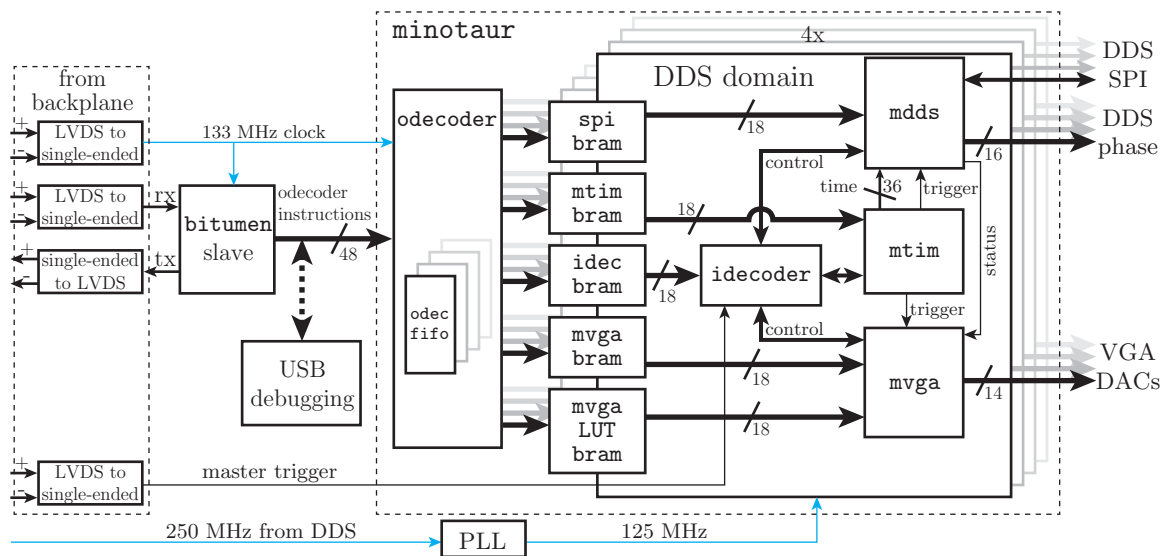 minotaur
4x
DDS
SPI
from
backplane
DDS domain
+
-
LVDS to
single-ended
133 MHz clock
odecoder
spi
bram
18
mdds
DDS
phase
16
control
+
-
LVDS to
single-ended
rx
bitumen
slave
odecoder
instructions
48
mtim
bram
18
time
36
trigger
mtim
status
single-ended
to LVDS
+
-
tx
idec
bram
18
idecoder
trigger
odec
fifo
control
USB
debugging
mvga
bram
18
mvga
14
VGA
DACs
mvga
LUT
bram
18
+
-
LVDS to
single-ended
master trigger
250 MHz from DDS
PLL
125 MHz